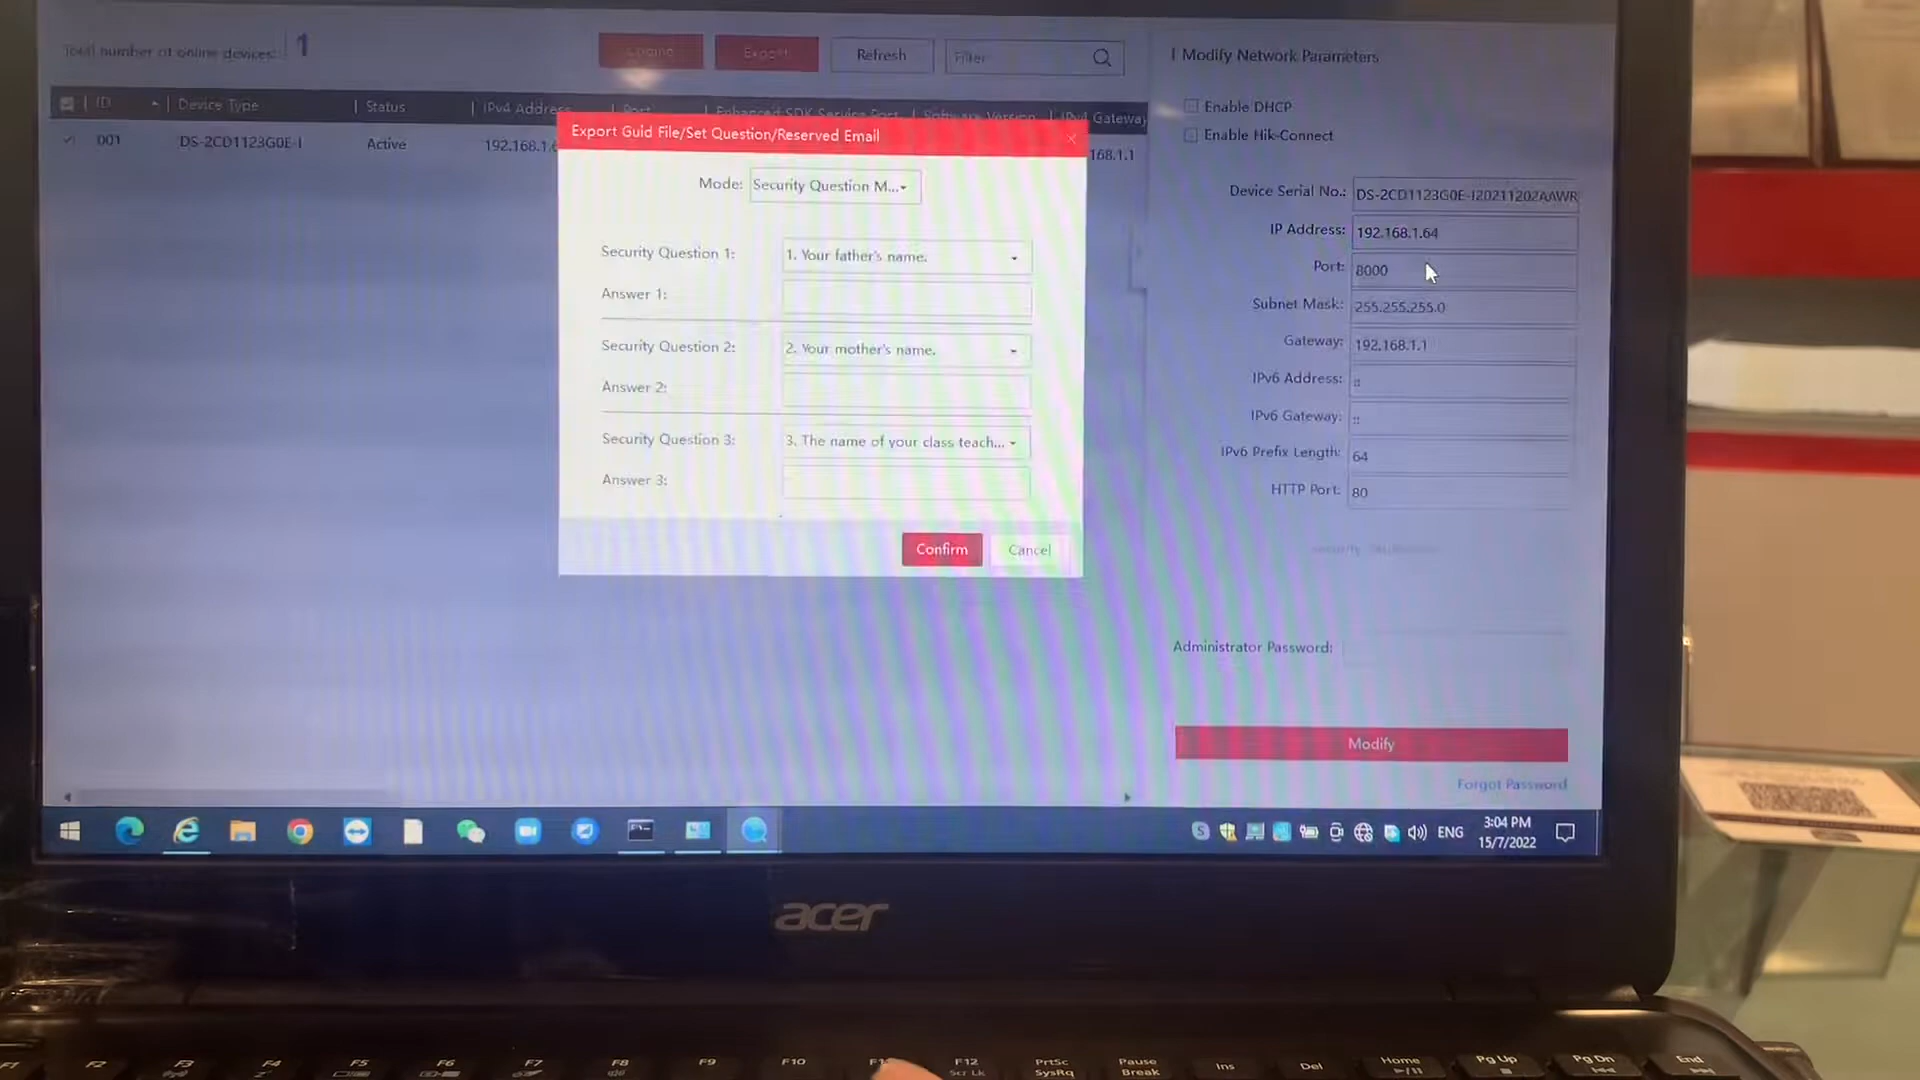 Total number of online devices: 1
Export
Refresh
Filter
ID
Device Type
Status
IPv4 Address
Port
Enhanced SDK Service Port
Software Version
IPv4 Gateway
001
DS-2CD1123G0E-I
Active
192.168.1.6
168.1.1
Export Guid File/Set Question/Reserved Email
Mode: Security Question M...
Security Question 1: 1. Your father's name.
Answer 1:
Security Question 2: 2. Your mother's name.
Answer 2:
Security Question 3: 3. The name of your class teach...
Answer 3:
Confirm
Cancel
Modify Network Parameters
Enable DHCP
Enable Hik-Connect
Device Serial No.: DS-2CD1123G0E-I20211202AAWR
IP Address: 192.168.1.64
Port: 8000
Subnet Mask: 255.255.255.0
Gateway: 192.168.1.1
IPv6 Address: ::
IPv6 Gateway: ::
IPv6 Prefix Length: 64
HTTP Port: 80
Administrator Password:
Modify
Forgot Password
ENG
3:04 PM
15/7/2022
acer
F1
F2
F3
F4
F5
F6
F7
F8
F9
F10
F12
Scr Lk
PrtSc
SysRq
Pause
Break
Ins
Del
Home
Pg Up
Pg Dn
End